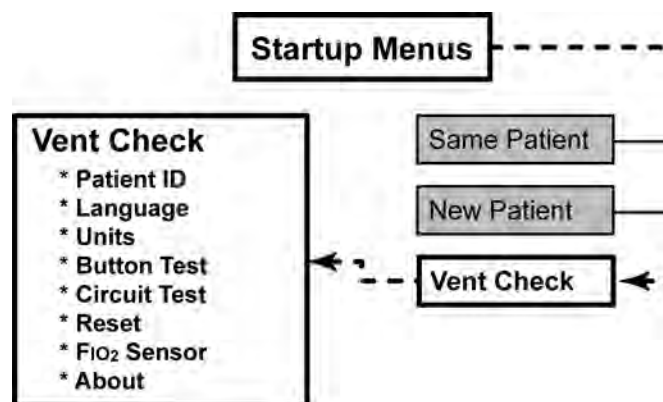 Startup Menus
Vent Check
* Patient ID
* Language
* Units
* Button Test
* Circuit Test
* Reset
* FIO2 Sensor
* About
Same Patient
New Patient
Vent Check